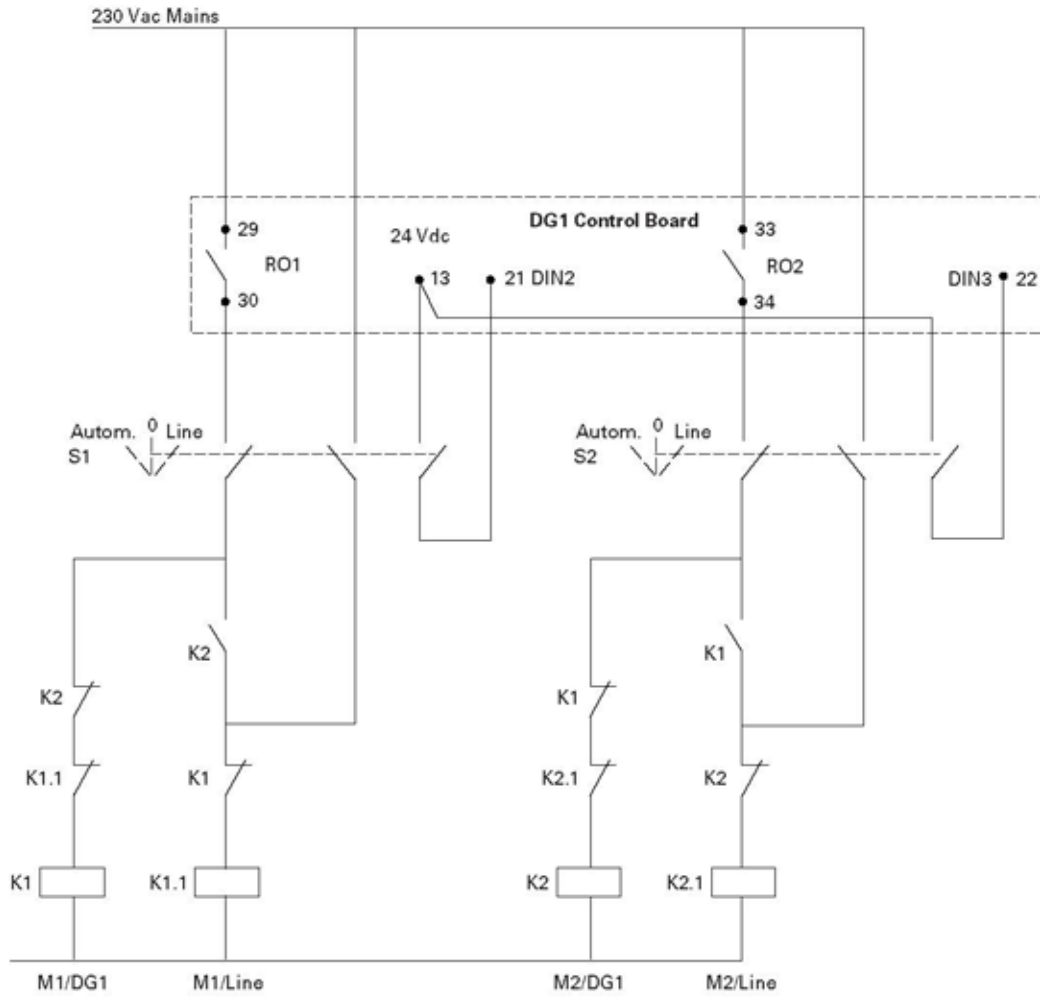 230 Vac Mains
DG1 Control Board
29
24 Vdc
33
RO1
13
21 DIN2
RO2
DIN3
22
30
34
Autom. 0 Line
S1
Autom. 0 Line
S2
K2
K1
K2
K1
K1.1
K1
K2.1
K2
K1
K1.1
K2
K2.1
M1/DG1
M1/Line
M2/DG1
M2/Line